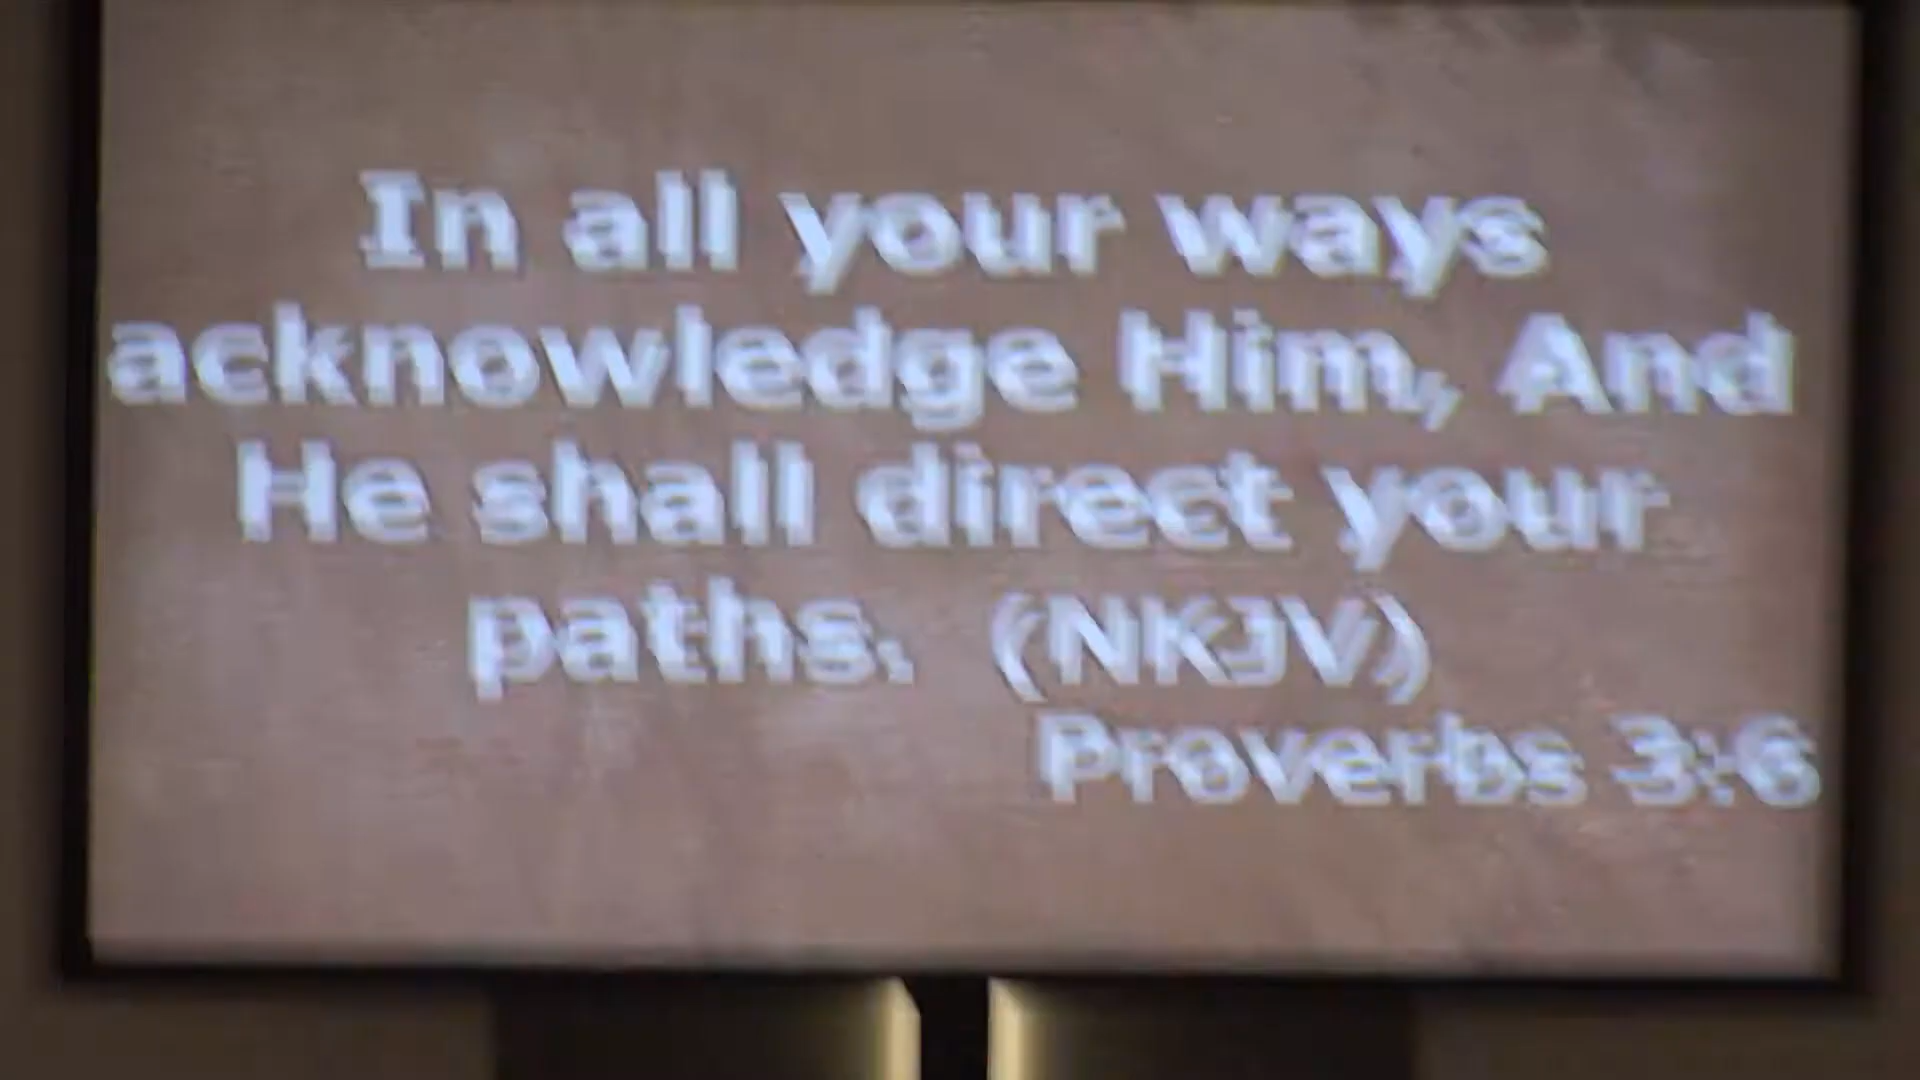 In all your ways
acknowledge Him, And
He shall direct your
paths. (NKJV)
Proverbs 3:6